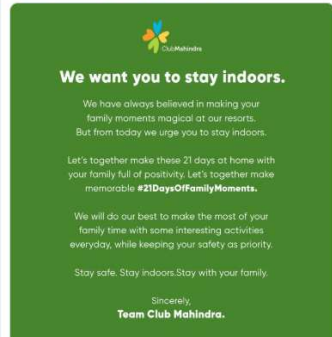 ClubMahindra
We want you to stay indoors.
We have always believed in making your
family moments magical at our resorts.
But from today we urge you to stay indoors.
Let's together make these 21 days at home with
your family full of positivity. Let's together make
memorable #21DaysOfFamilyMoments.
We will do our best to make the most of your
family time with some interesting activities
everyday, while keeping your safety as priority.
Stay safe. Stay indoors.Stay with your family.
Sincerely,
Team Club Mahindra.